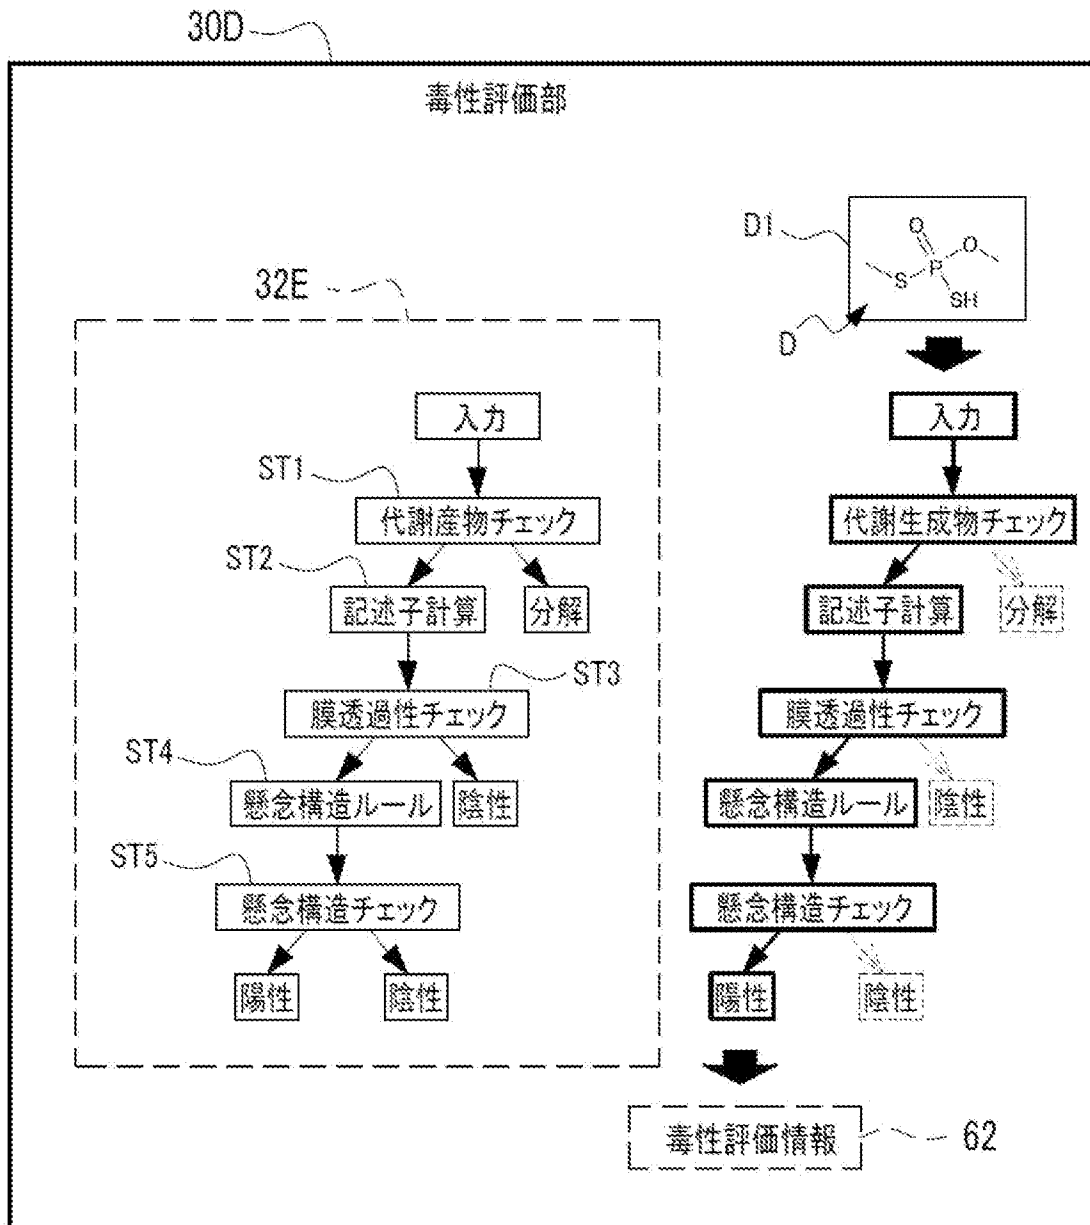 30D
毒性評価部
D1
O
O
S
P
SH
D
32E
入力
ST1
代謝産物チェック
ST2
記述子計算
分解
ST3
膜透過性チェック
ST4
懸念構造ルール
陰性
ST5
懸念構造チェック
陽性
陰性
入力
代謝生成物チェック
記述子計算
分解
膜透過性チェック
懸念構造ルール
陰性
懸念構造チェック
陽性
陰性
毒性評価情報
62